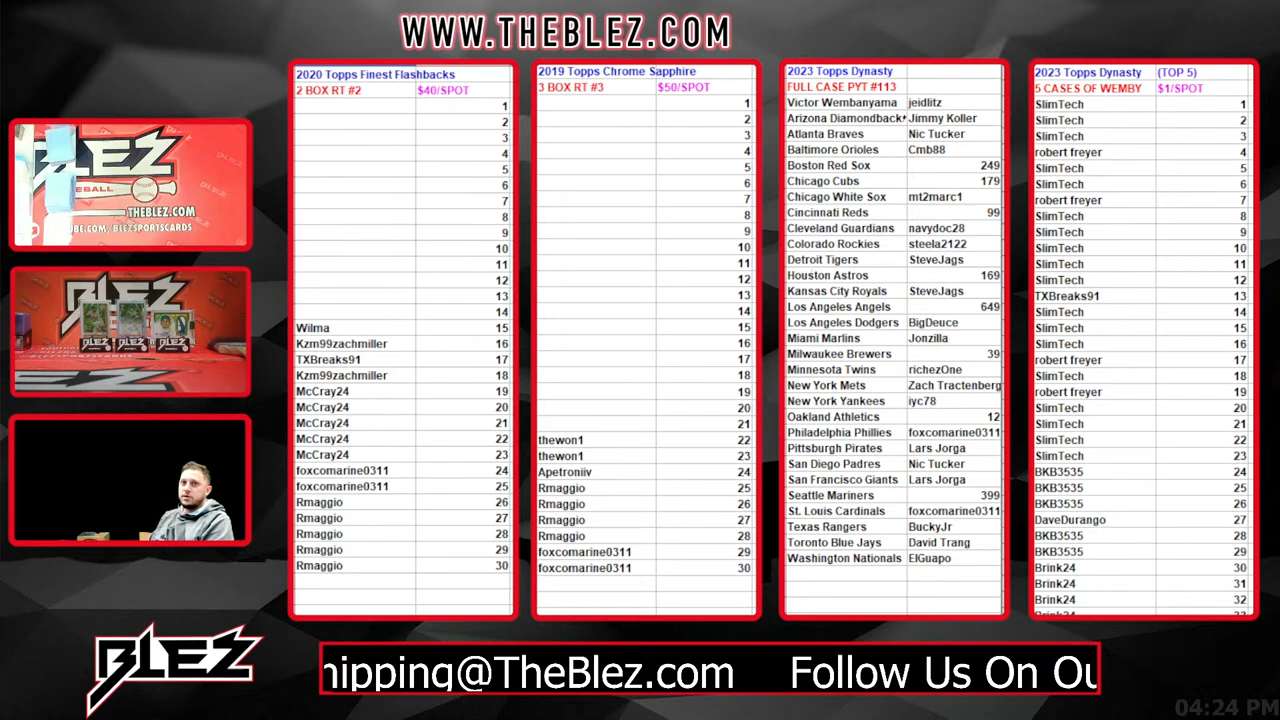 WWW.THEBLEZ.COM
BLEZ
BASEBALL
THEBLEZ.COM
UBE.COM/BLEZSPORTSCARDS
BLEZ
2020 Topps Finest Flashbacks
2 BOX RT #2 $40/SPOT
1
2
3
4
5
6
7
8
9
10
11
12
13
14
Wilma 15
Kzm99zachmiller 16
TXBreaks91 17
Kzm99zachmiller 18
McCray24 19
McCray24 20
McCray24 21
McCray24 22
McCray24 23
foxcomarine0311 24
foxcomarine0311 25
Rmaggio 26
Rmaggio 27
Rmaggio 28
Rmaggio 29
Rmaggio 30
2019 Topps Chrome Sapphire
3 BOX RT #3 $50/SPOT
1
2
3
4
5
6
7
8
9
10
11
12
13
14
15
16
17
18
19
20
21
thewon1 22
thewon1 23
Apetroniiv 24
Rmaggio 25
Rmaggio 26
Rmaggio 27
Rmaggio 28
foxcomarine0311 29
foxcomarine0311 30
2023 Topps Dynasty
FULL CASE PYT #113
Victor Wembanyama jeidlitz
Arizona Diamondback Jimmy Koller
Atlanta Braves Nic Tucker
Baltimore Orioles Cmb88
Boston Red Sox 249
Chicago Cubs 179
Chicago White Sox mt2marc1
Cincinnati Reds 99
Cleveland Guardians navydoc28
Colorado Rockies steela2122
Detroit Tigers SteveJags
Houston Astros 169
Kansas City Royals SteveJags
Los Angeles Angels 649
Los Angeles Dodgers BigDeuce
Miami Marlins Jonzilla
Milwaukee Brewers 39
Minnesota Twins richezOne
New York Mets Zach Tractenberg
New York Yankees iyc78
Oakland Athletics 12
Philadelphia Phillies foxcomarine0311
Pittsburgh Pirates Lars Jorga
San Diego Padres Nic Tucker
San Francisco Giants Lars Jorga
Seattle Mariners 399
St. Louis Cardinals foxcomarine0311
Texas Rangers BuckyJr
Toronto Blue Jays David Trang
Washington Nationals ElGuapo
2023 Topps Dynasty (TOP 5)
5 CASES OF WEMBY $1/SPOT
SlimTech 1
SlimTech 2
SlimTech 3
robert freyer 4
SlimTech 5
SlimTech 6
robert freyer 7
SlimTech 8
SlimTech 9
SlimTech 10
SlimTech 11
SlimTech 12
TXBreaks91 13
SlimTech 14
SlimTech 15
SlimTech 16
robert freyer 17
SlimTech 18
robert freyer 19
SlimTech 20
SlimTech 21
SlimTech 22
SlimTech 23
BKB3535 24
BKB3535 25
BKB3535 26
DaveDurango 27
BKB3535 28
BKB3535 29
Brink24 30
Brink24 31
Brink24 32
Brink24 33
BLEZ
hipping@TheBlez.com Follow Us On Ou
04:24 PM